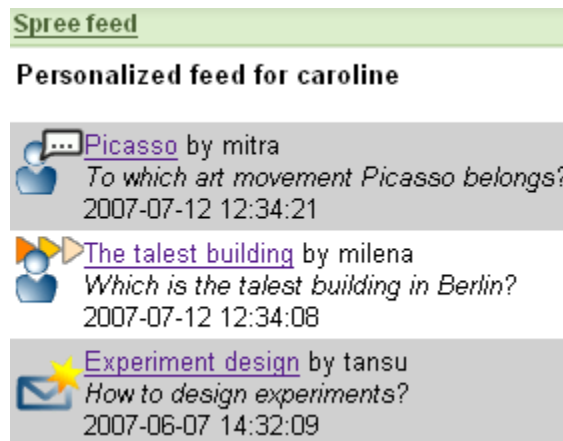 Spree feed
Personalized feed for caroline
Picasso by mitra
To which art movement Picasso belongs?
2007-07-12 12:34:21
The talest building by milena
Which is the talest building in Berlin?
2007-07-12 12:34:08
Experiment design by tansu
How to design experiments?
2007-06-07 14:32:09